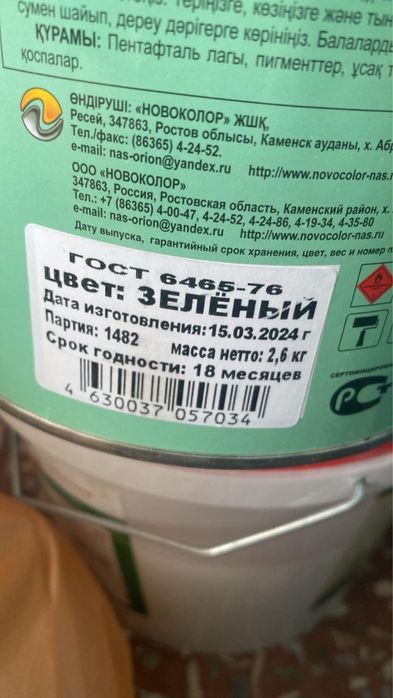 сумен шайып, дереу дәрігерге көрініңіз. Балаларды
ҚҰРАМЫ: Пентафталь лагы, пигменттер, ұсақ
қоспалар.
ӨНДІРУШІ: «НОВОКОЛОР» ЖШҚ,
Ресей, 347863, Ростов облысы, Каменск ауданы, х.
Тел./факс: (86365) 4-24-52.
e-mail: nas-orion@yandex.ru http://www.novocolor-nas.r
ООО «НОВОКОЛОР»
347863, Россия, Ростовская область, Каменский район, х.
Тел.: +7 (86365) 4-00-47, 4-24-52, 4-24-86, 4-19-34, 4-35-80
e-mail: nas-orion@yandex.ru http://www.novocolor-nas.ru
Дату выпуска, гарантийный срок хранения, цвет, вес и номер п
ГОСТ 6465-76
ЦВЕТ: ЗЕЛЁНЫЙ
Дата изготовления:15.03.2024 г
Партия: 1482 Масса нетто: 2,6 кг
Срок годности: 18 месяцев
4 630037 057034
СЕРТИФИЦИРОВАН
РС